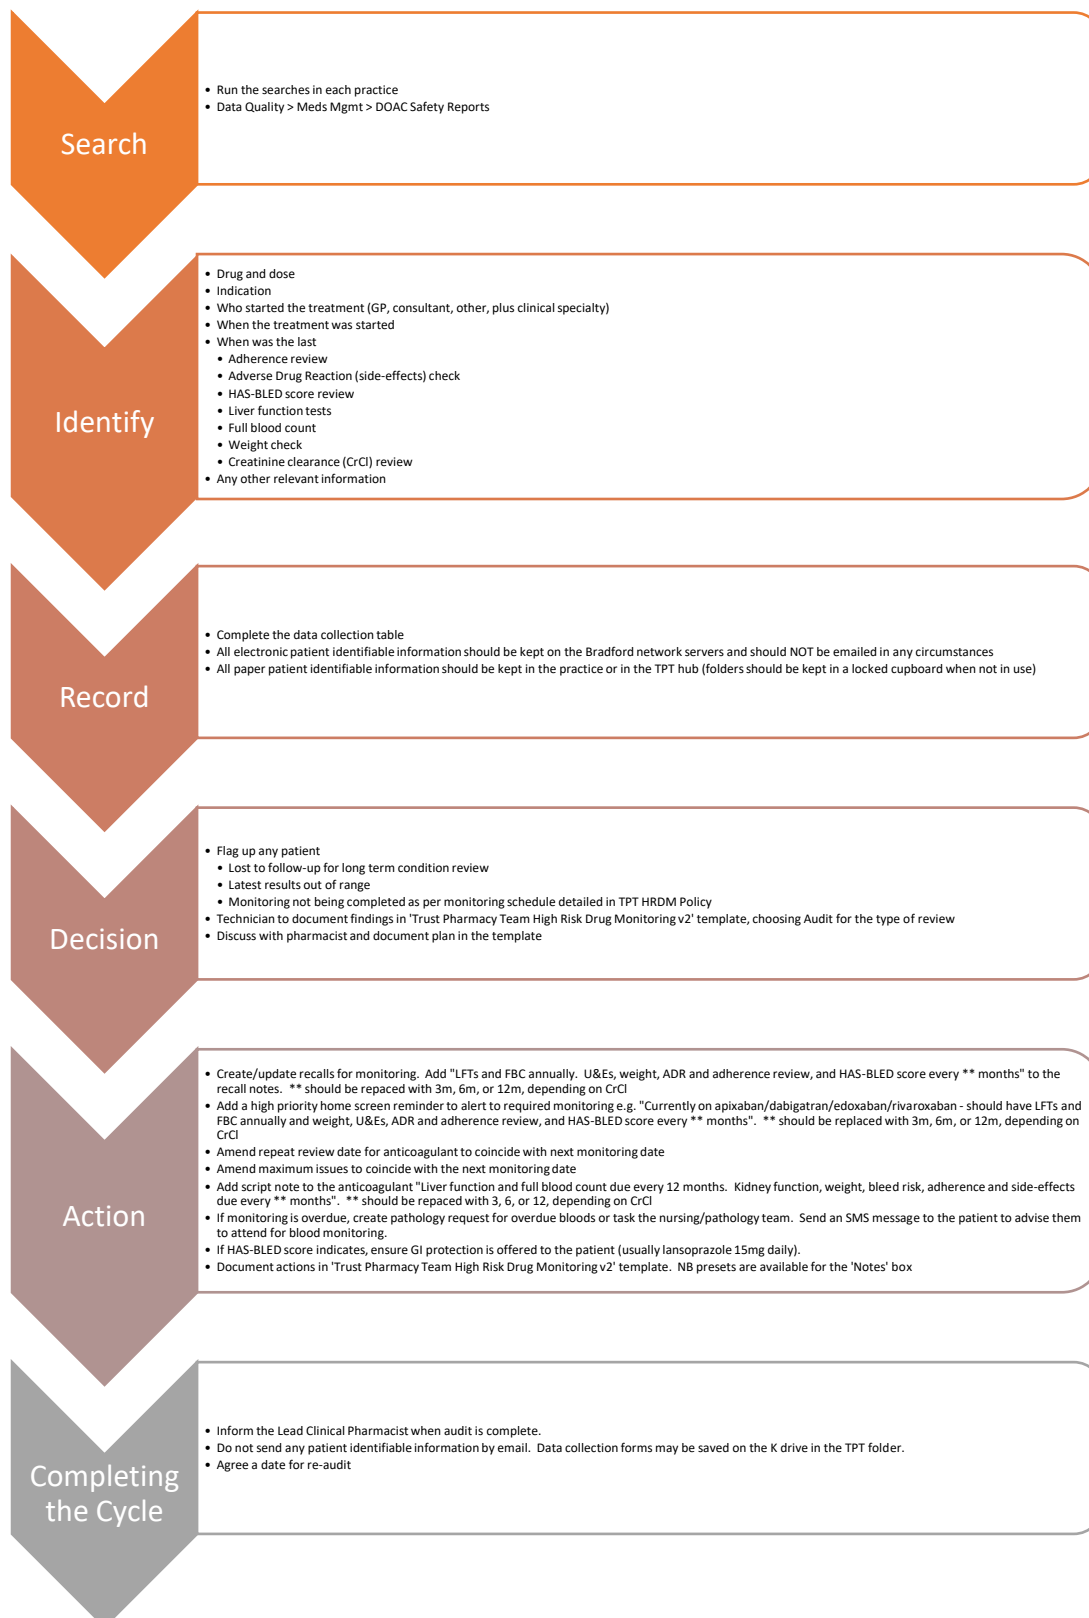 Search
• Run the searches in each practice
• Data Quality > Meds Mgmt > DOAC Safety Reports
Identify
• Drug and dose
• Indication
• Who started the treatment (GP, consultant, other, plus clinical specialty)
• When the treatment was started
• When was the last
• Adherence review
• Adverse Drug Reaction (side-effects) check
• HAS-BLED score review
• Liver function tests
• Full blood count
• Weight check
• Creatinine clearance (CrCl) review
• Any other relevant information
Record
• Complete the data collection table
• All electronic patient identifiable information should be kept on the Bradford network servers and should NOT be emailed in any circumstances
• All paper patient identifiable information should be kept in the practice or in the TPT hub (folders should be kept in a locked cupboard when not in use)
Decision
• Flag up any patient
• Lost to follow-up for long term condition review
• Latest results out of range
• Monitoring not being completed as per monitoring schedule detailed in TPT HRDM Policy
• Technician to document findings in 'Trust Pharmacy Team High Risk Drug Monitoring v2' template, choosing Audit for the type of review
• Discuss with pharmacist and document plan in the template
Action
• Create/update recalls for monitoring.  Add "LFTs and FBC annually.  U&Es, weight, ADR and adherence review, and HAS-BLED score every ** months" to
the recall notes.  ** should be repaced with 3m, 6m, or 12m, depending on CrCl
• Add a high priority home screen reminder to alert to required monitoring e.g. "Currently on apixaban/dabigatran/edoxaban/rivaroxaban - should have LFTs and
FBC annually and weight, U&Es, ADR and adherence review, and HAS-BLED score every ** months".  ** should be replaced with 3m, 6m, or 12m, depending on
CrCl
• Amend repeat review date for anticoagulant to coincide with next monitoring date
• Amend maximum issues to coincide with the next monitoring date
• Add script note to the anticoagulant "Liver function and full blood count due every 12 months.  Kidney function, weight, bleed risk, adherence and side-effects
due every ** months".  ** should be repaced with 3, 6, or 12, depending on CrCl
• If monitoring is overdue, create pathology request for overdue bloods or task the nursing/pathology team.  Send an SMS message to the patient to advise them
to attend for blood monitoring.
• If HAS-BLED score indicates, ensure GI protection is offered to the patient (usually lansoprazole 15mg daily).
• Document actions in 'Trust Pharmacy Team High Risk Drug Monitoring v2' template.  NB presets are available for the 'Notes' box
Completing
the Cycle
• Inform the Lead Clinical Pharmacist when audit is complete.
• Do not send any patient identifiable information by email.  Data collection forms may be saved on the K drive in the TPT folder.
• Agree a date for re-audit